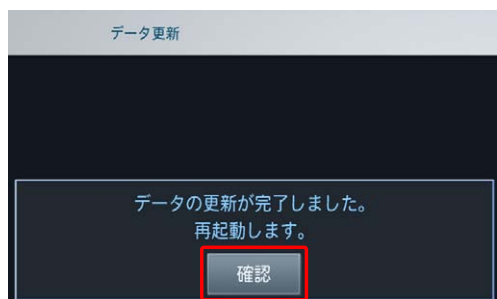 データ更新
データの更新が完了しました。
再起動します。
確認